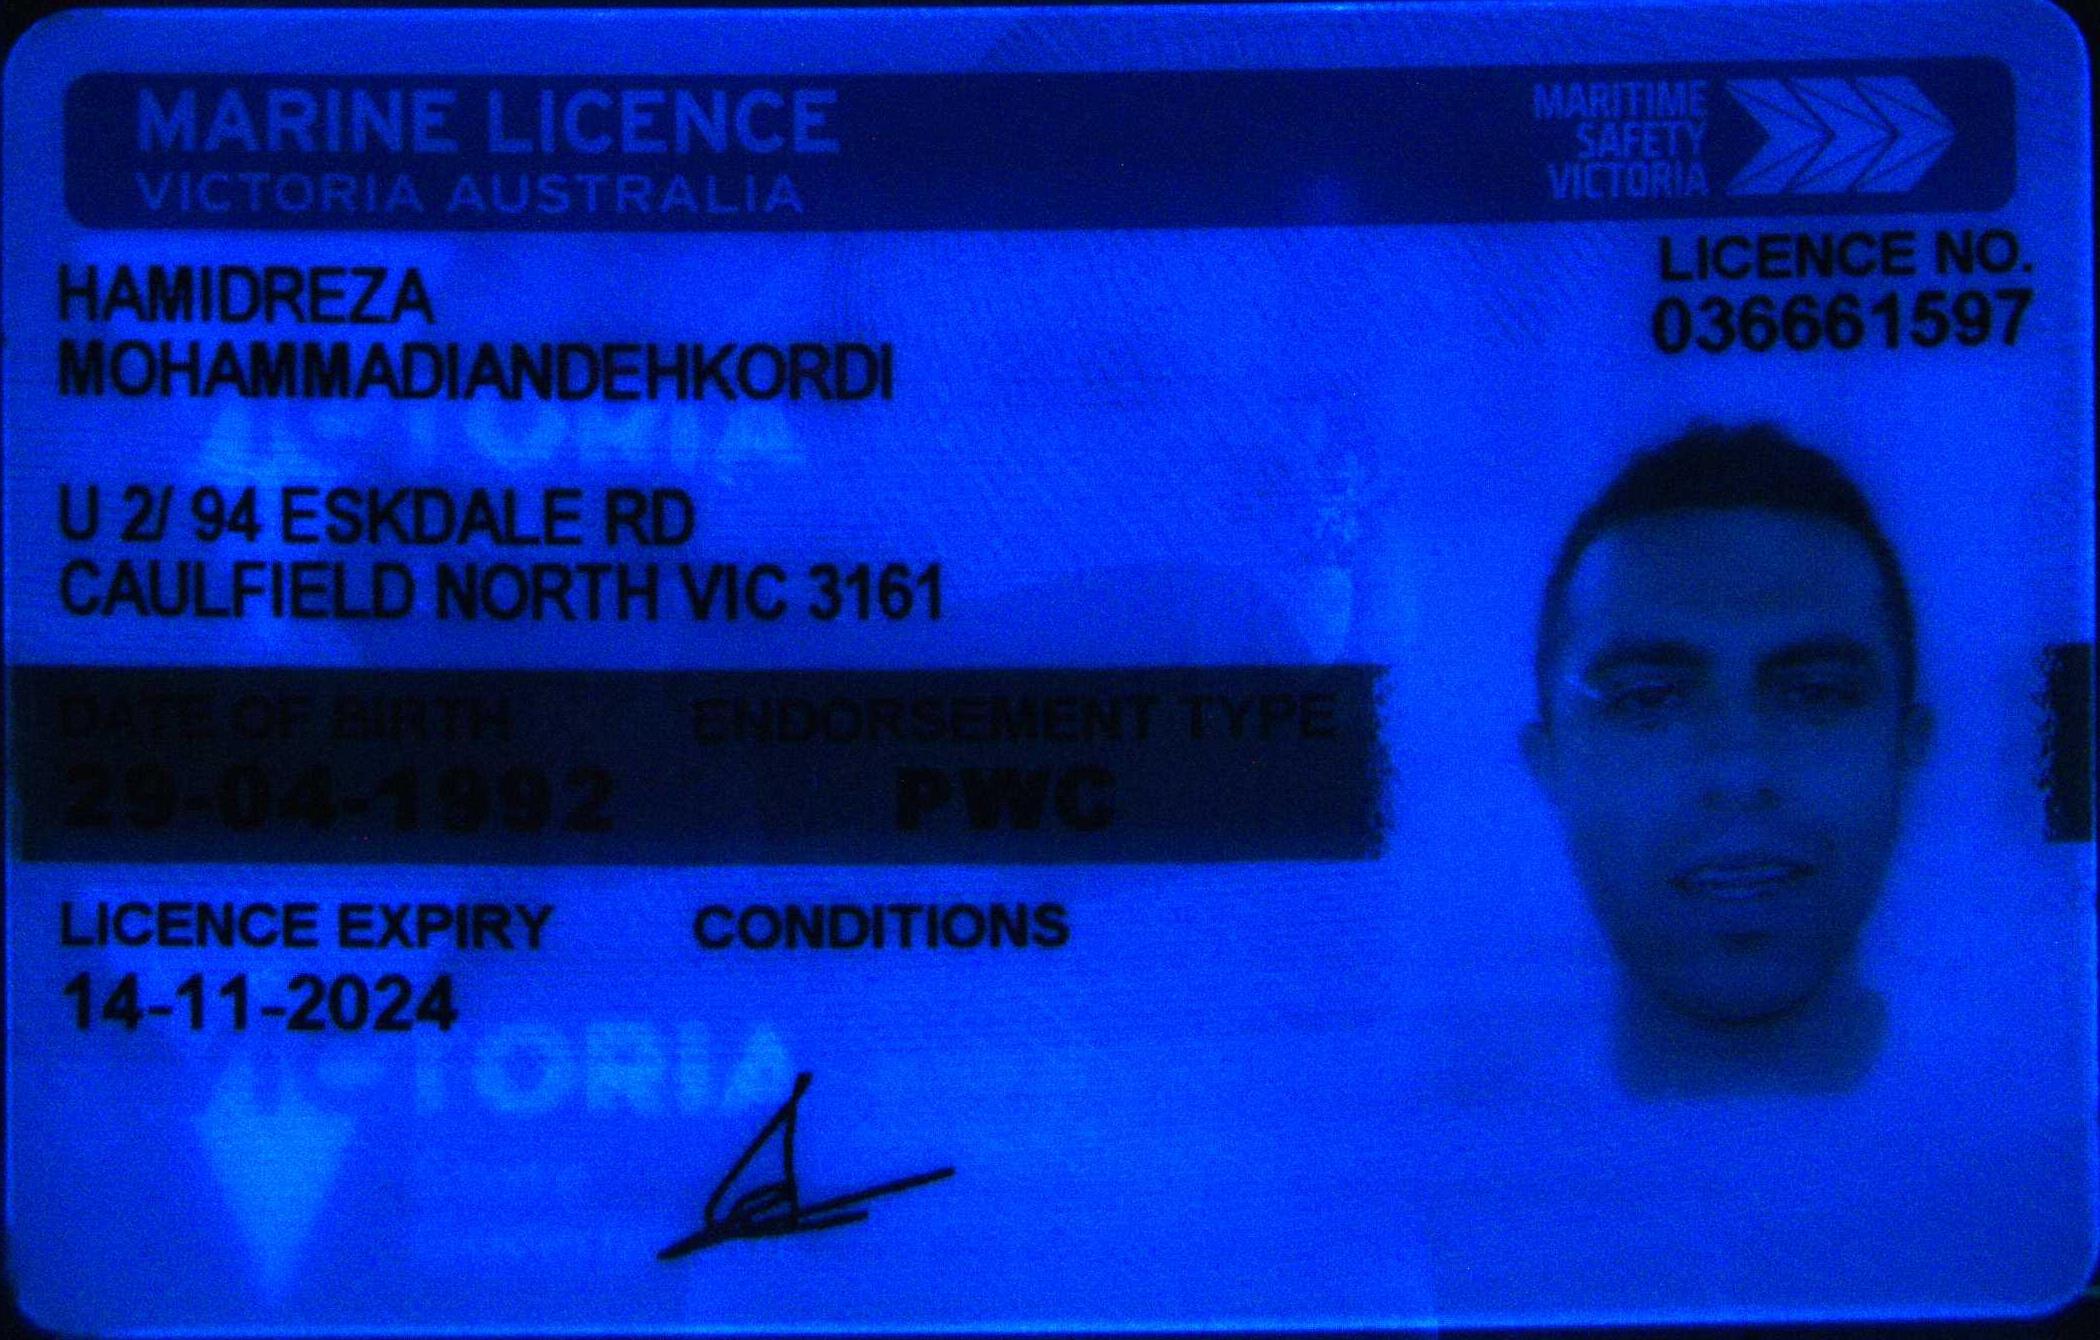 MARINE LICENCE
VICTORIA AUSTRALIA
MARITIME
SAFETY
VICTORIA
LICENCE NO.
036661597
HAMIDREZA
MOHAMMADIANDEHKORDI
VICTORIA
U 2/ 94 ESKDALE RD
CAULFIELD NORTH VIC 3161
DATE OF BIRTH ENDORSEMENT TYPE
29-04-1992 PWC
LICENCE EXPIRY CONDITIONS
14-11-2024
VICTORIA